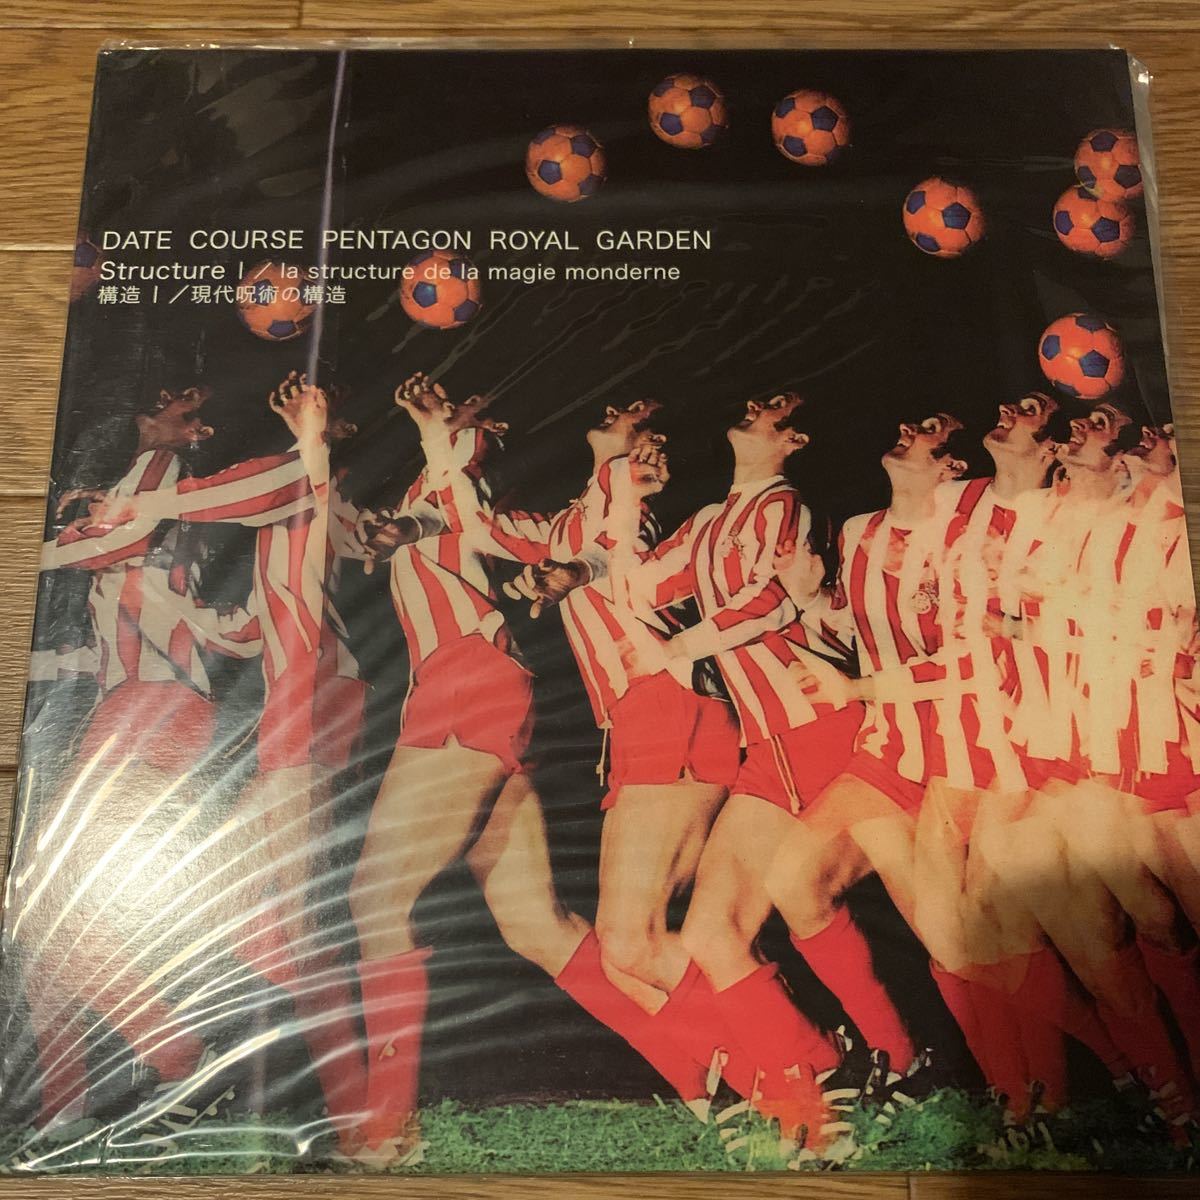 DATE COURSE PENTAGON ROYAL GARDEN
Structure I / la structure de la magie monderne
構造 I／現代呪術の構造